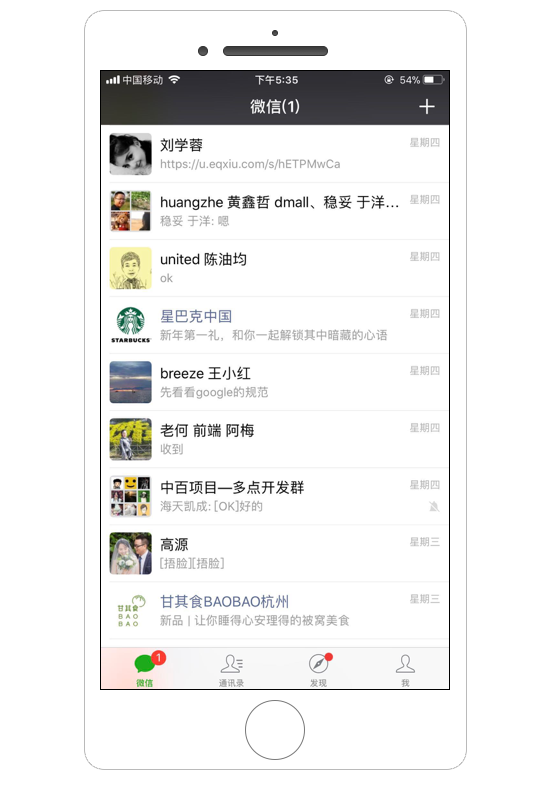 中国移动 下午5:35 54%
微信(1)
刘学蓉 星期四
https://u.eqxiu.com/s/hETPMwCa
huangzhe 黄鑫哲 dmall、稳妥 于洋... 星期四
稳妥 于洋: 嗯
united 陈油均 星期四
ok
STARBUCKS
星巴克中国 星期四
新年第一礼，和你一起解锁其中暗藏的心语
breeze 王小红 星期四
先看看google的规范
老何 前端 阿梅 星期四
收到
中百项目—多点开发群 星期四
海天凯成: [OK]好的
高源 星期三
[捂脸][捂脸]
甘其食
BAO
BAO
甘其食BAOBAO杭州 星期三
新品 | 让你睡得心安理得的被窝美食
1
微信 通讯录 发现 我